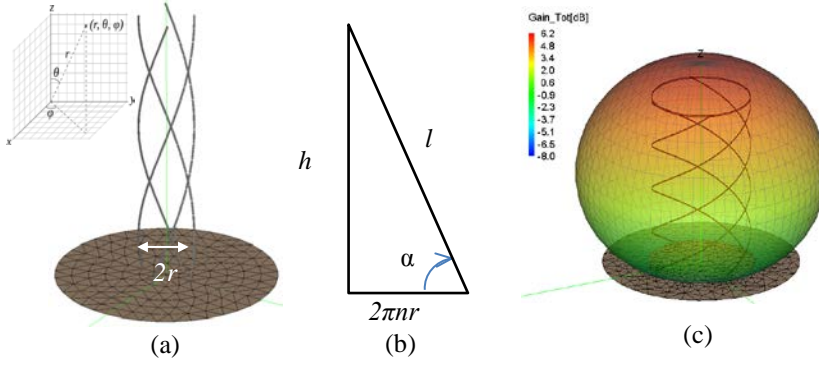 z
(r, θ, φ)
r
θ
y
φ
x
2r
(a)
h
l
α
2πnr
(b)
Gain_Tot[dB]
6.2
4.8
3.4
2.0
0.6
-0.9
-2.3
-3.7
-5.1
-6.5
-8.0
z
(c)